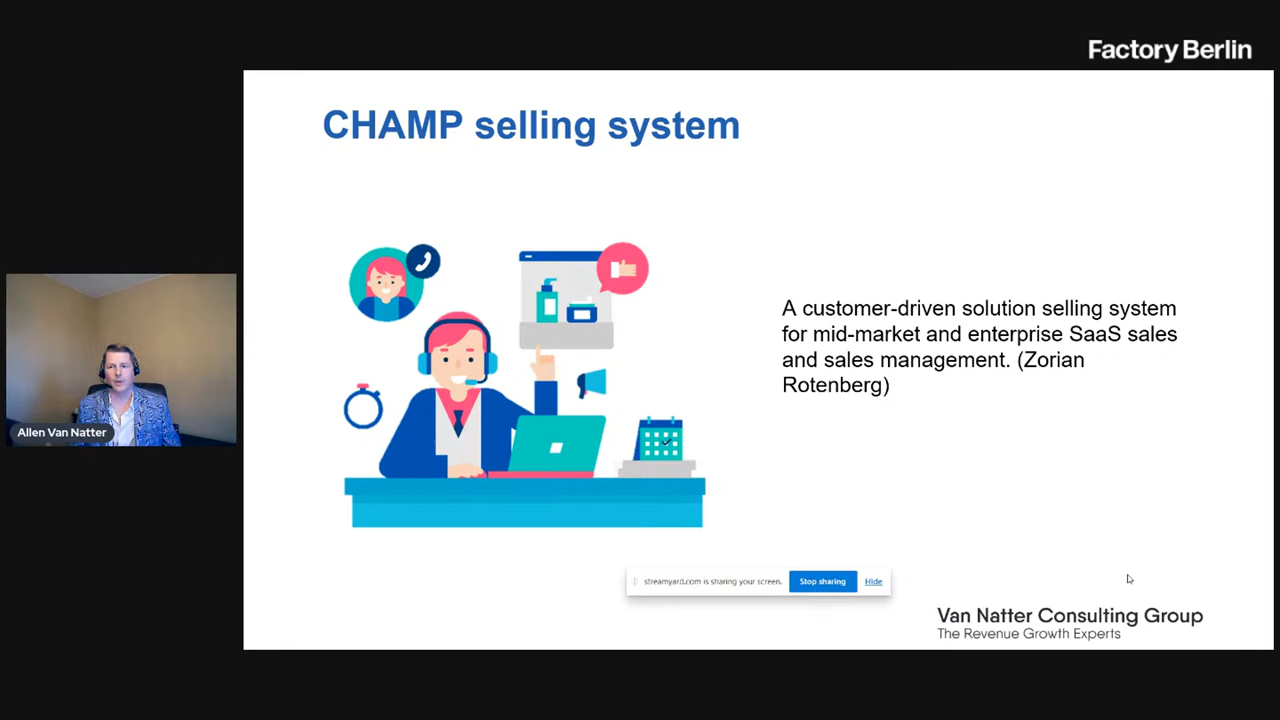 Factory Berlin
CHAMP selling system
A customer-driven solution selling system
for mid-market and enterprise SaaS sales
and sales management. (Zorian
Rotenberg)
Allen Van Natter
streamyard.com is sharing your screen.
Stop sharing
Hide
Van Natter Consulting Group
The Revenue Growth Experts